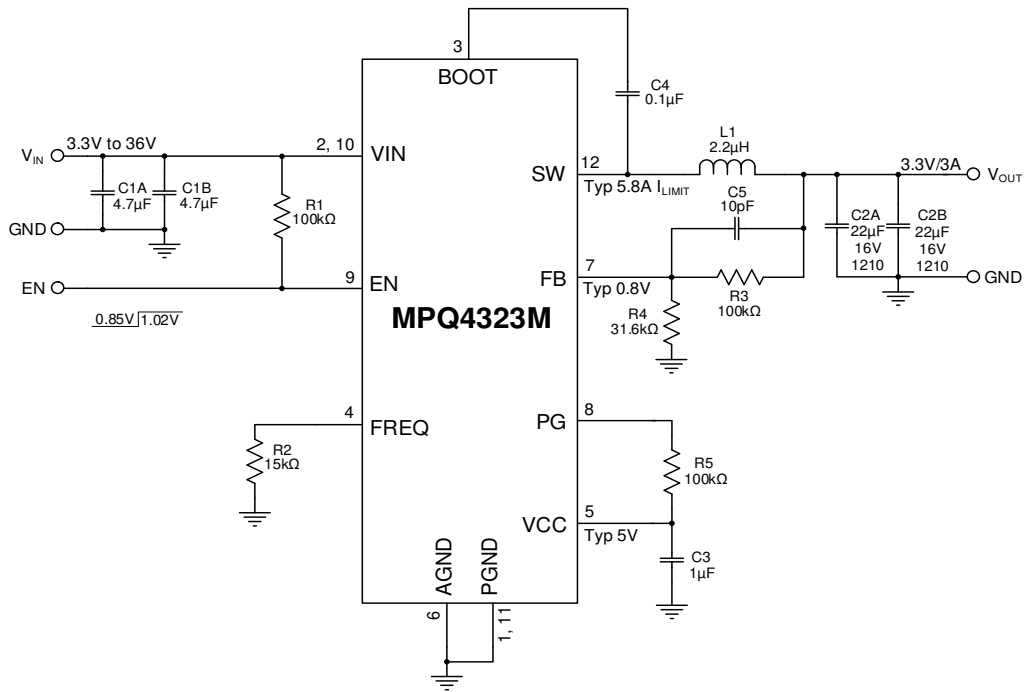 3
BOOT
C4
0.1µF
V_IN
3.3V to 36V
2, 10
VIN
C1A
4.7µF
C1B
4.7µF
R1
100kΩ
GND
EN
9
EN
0.85V 1.02V
MPQ4323M
SW
12
Typ 5.8A I_LIMIT
L1
2.2µH
3.3V/3A
V_OUT
C5
10pF
C2A
22µF
16V
1210
C2B
22µF
16V
1210
GND
FB
7
Typ 0.8V
R3
100kΩ
R4
31.6kΩ
4
FREQ
R2
15kΩ
PG
8
R5
100kΩ
VCC
5
Typ 5V
C3
1µF
AGND
PGND
6
1, 11